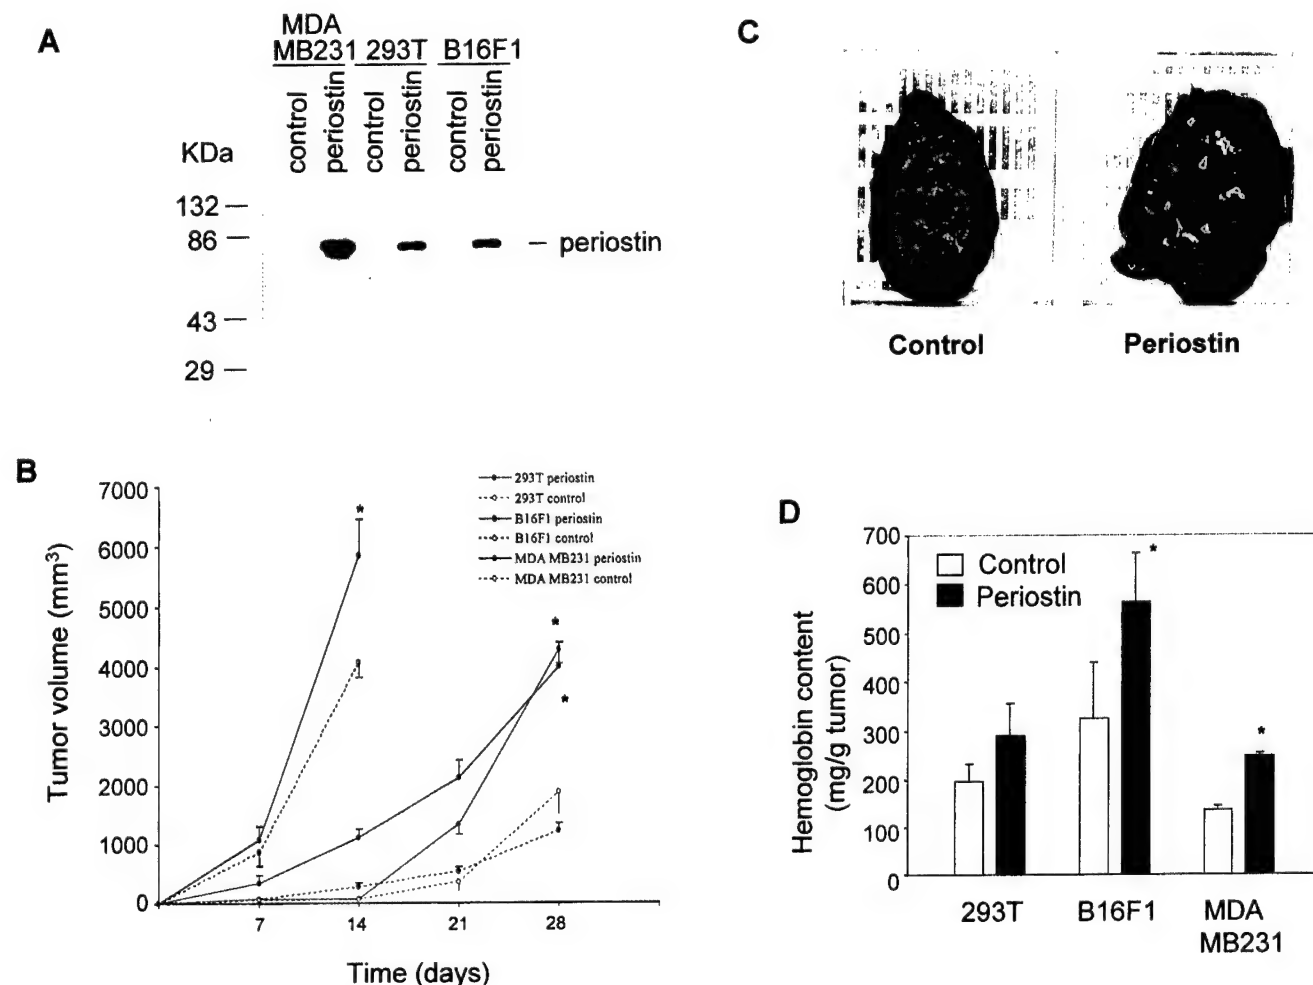 A
MDA
MB231 293T B16F1
control periostin control periostin control periostin
KDa
132
86
43
29
periostin
B
Tumor volume (mm³)
7000
6000
5000
4000
3000
2000
1000
0
7 14 21 28
Time (days)
293T periostin
293T control
B16F1 periostin
B16F1 control
MDA MB231 periostin
MDA MB231 control
*
*
*
C
Control Periostin
D
Hemoglobin content
(mg/g tumor)
700
600
500
400
300
200
100
0
Control
Periostin
*
*
293T B16F1 MDA
MB231